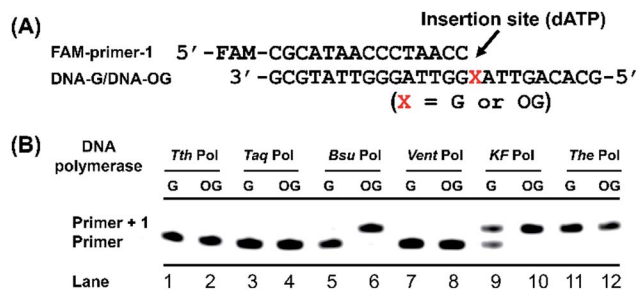 (A)
Insertion site (dATP)
FAM-primer-1 5′-FAM-CGCATAACCCTAACC
DNA-G/DNA-OG 3′-GCGTATTGGGATTGGXATTGACACG-5′
(X = G or OG)
(B) DNA polymerase
Tth Pol Taq Pol Bsu Pol Vent Pol KF Pol The Pol
G OG G OG G OG G OG G OG G OG
Primer + 1
Primer
Lane 1 2 3 4 5 6 7 8 9 10 11 12